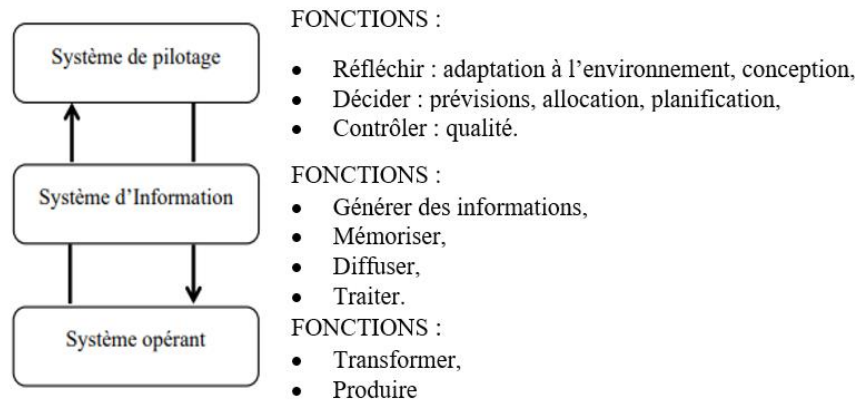 Système de pilotage
FONCTIONS :
• Réfléchir : adaptation à l’environnement, conception,
• Décider : prévisions, allocation, planification,
• Contrôler : qualité.
Système d’Information
FONCTIONS :
• Générer des informations,
• Mémoriser,
• Diffuser,
• Traiter.
Système opérant
FONCTIONS :
• Transformer,
• Produire